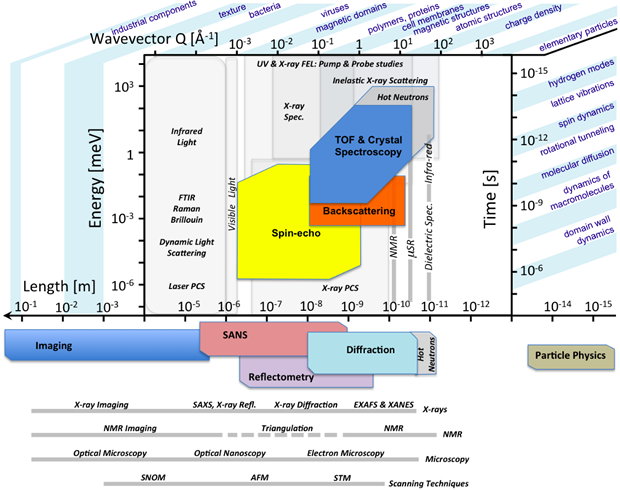 industrial components
texture
bacteria
viruses
magnetic domains
polymers, proteins
cell membranes
magnetic structures
atomic structures
charge density
elementary particles
Wavevector Q [Å-1]
10-3 10-2 10-1 1 101 102 103
UV & X-ray FEL: Pump & Probe studies
Inelastic X-ray Scattering
Hot Neutrons
X-ray
Spec.
TOF & Crystal
Spectroscopy
Infrared
Light
Visible Light
FTIR
Raman
Brillouin
Dynamic Light
Scattering
Laser PCS
Spin-echo
Backscattering
X-ray PCS
NMR
μSR
Dielectric Spec.
Infra-red
Energy [meV]
103
1
10-3
10-6
Time [s]
10-15
10-12
10-9
10-6
hydrogen modes
lattice vibrations
spin dynamics
rotational tunneling
molecular diffusion
dynamics of
macromolecules
domain wall
dynamics
Length [m]
10-1 10-2 10-3 10-5 10-6 10-7 10-8 10-9 10-10 10-11 10-12 10-14 10-15
Imaging
SANS
Diffraction
Hot
Neutrons
Reflectometry
Particle Physics
X-ray Imaging SAXS, X-ray Refl. X-ray Diffraction EXAFS & XANES X-rays
NMR Imaging Triangulation NMR NMR
Optical Microscopy Optical Nanoscopy Electron Microscopy Microscopy
SNOM AFM STM Scanning Techniques